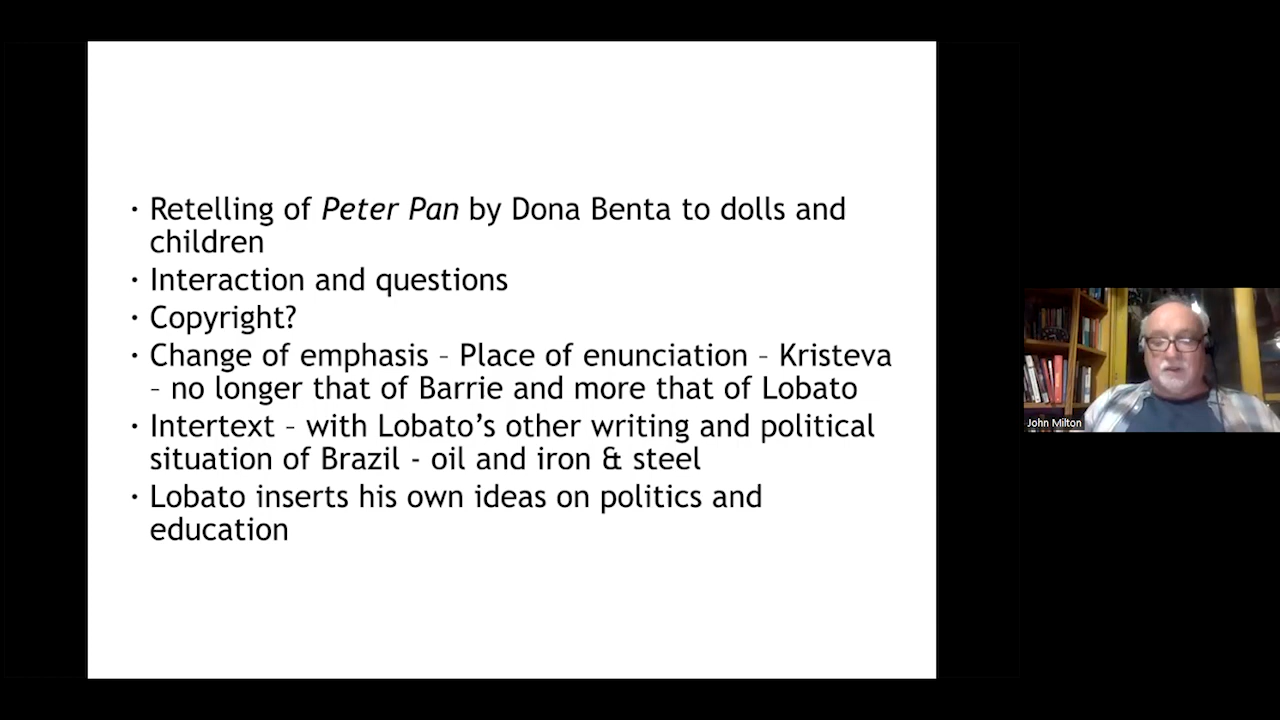 · Retelling of Peter Pan by Dona Benta to dolls and
children
· Interaction and questions
· Copyright?
· Change of emphasis – Place of enunciation – Kristeva
– no longer that of Barrie and more that of Lobato
· Intertext – with Lobato’s other writing and political
situation of Brazil - oil and iron & steel
· Lobato inserts his own ideas on politics and
education
John Milton